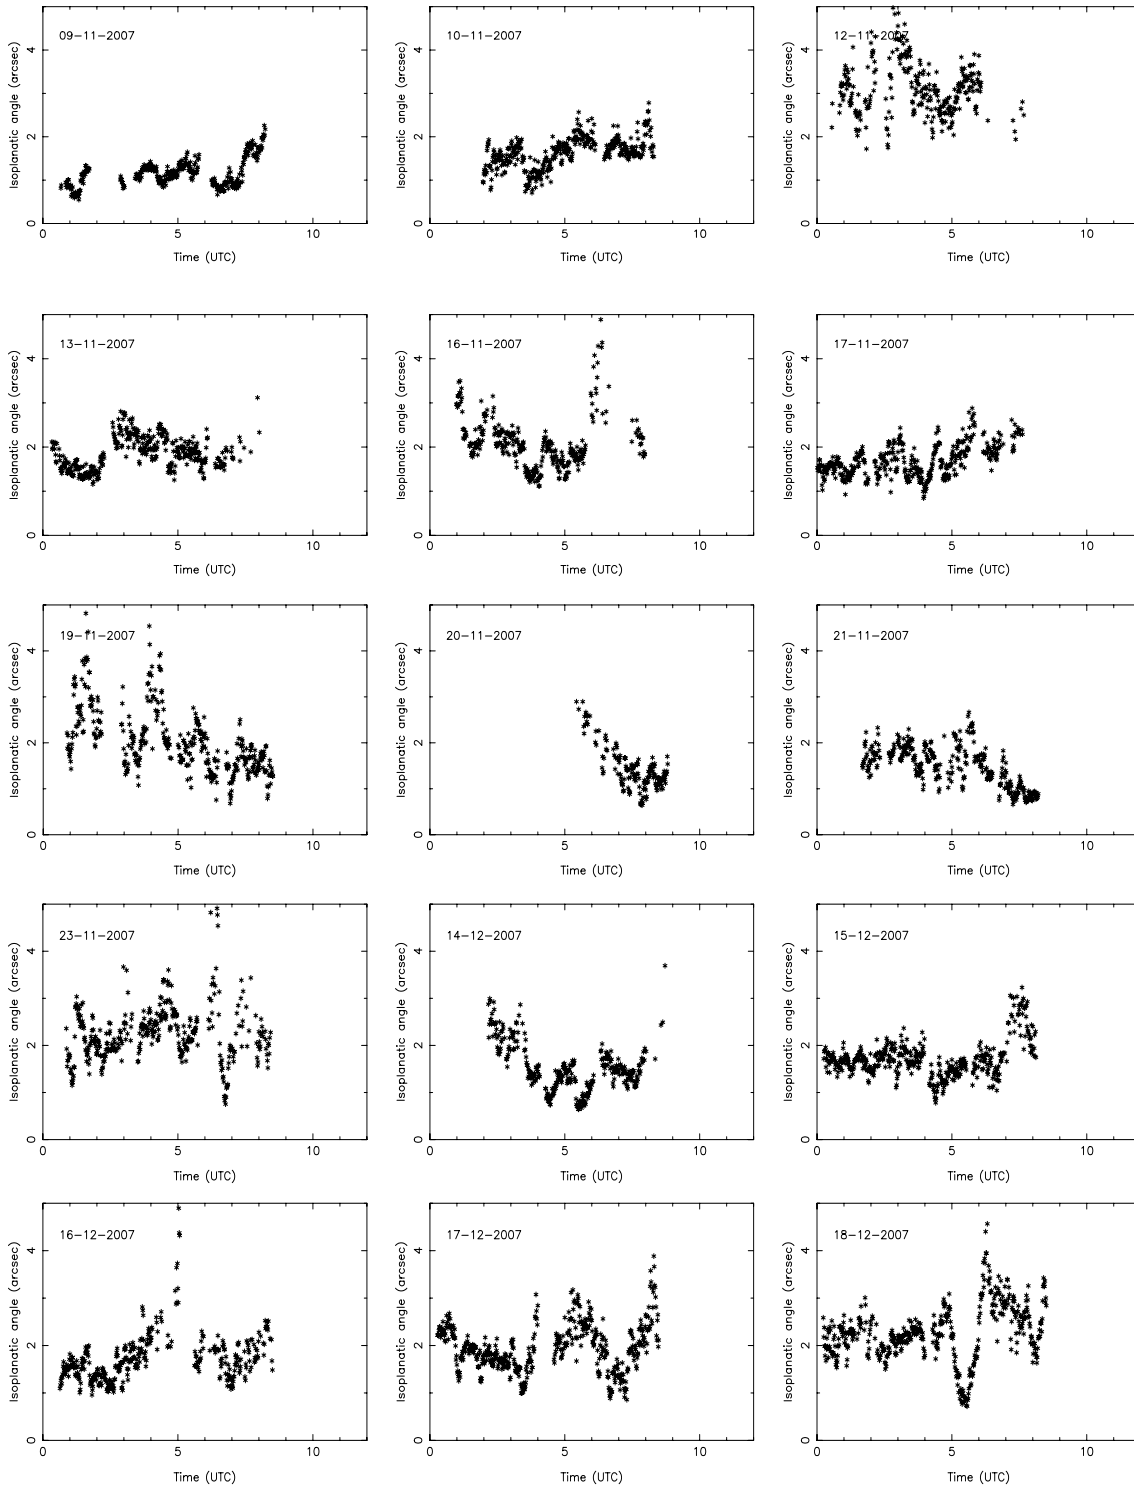 09-11-2007
Isoplanatic angle (arcsec)
0 2 4
0 5 10
Time (UTC)
10-11-2007
Isoplanatic angle (arcsec)
0 2 4
0 5 10
Time (UTC)
12-11-2007
Isoplanatic angle (arcsec)
0 2 4
0 5 10
Time (UTC)
13-11-2007
Isoplanatic angle (arcsec)
0 2 4
0 5 10
Time (UTC)
16-11-2007
Isoplanatic angle (arcsec)
0 2 4
0 5 10
Time (UTC)
17-11-2007
Isoplanatic angle (arcsec)
0 2 4
0 5 10
Time (UTC)
19-11-2007
Isoplanatic angle (arcsec)
0 2 4
0 5 10
Time (UTC)
20-11-2007
Isoplanatic angle (arcsec)
0 2 4
0 5 10
Time (UTC)
21-11-2007
Isoplanatic angle (arcsec)
0 2 4
0 5 10
Time (UTC)
23-11-2007
Isoplanatic angle (arcsec)
0 2 4
0 5 10
Time (UTC)
14-12-2007
Isoplanatic angle (arcsec)
0 2 4
0 5 10
Time (UTC)
15-12-2007
Isoplanatic angle (arcsec)
0 2 4
0 5 10
Time (UTC)
16-12-2007
Isoplanatic angle (arcsec)
0 2 4
0 5 10
Time (UTC)
17-12-2007
Isoplanatic angle (arcsec)
0 2 4
0 5 10
Time (UTC)
18-12-2007
Isoplanatic angle (arcsec)
0 2 4
0 5 10
Time (UTC)